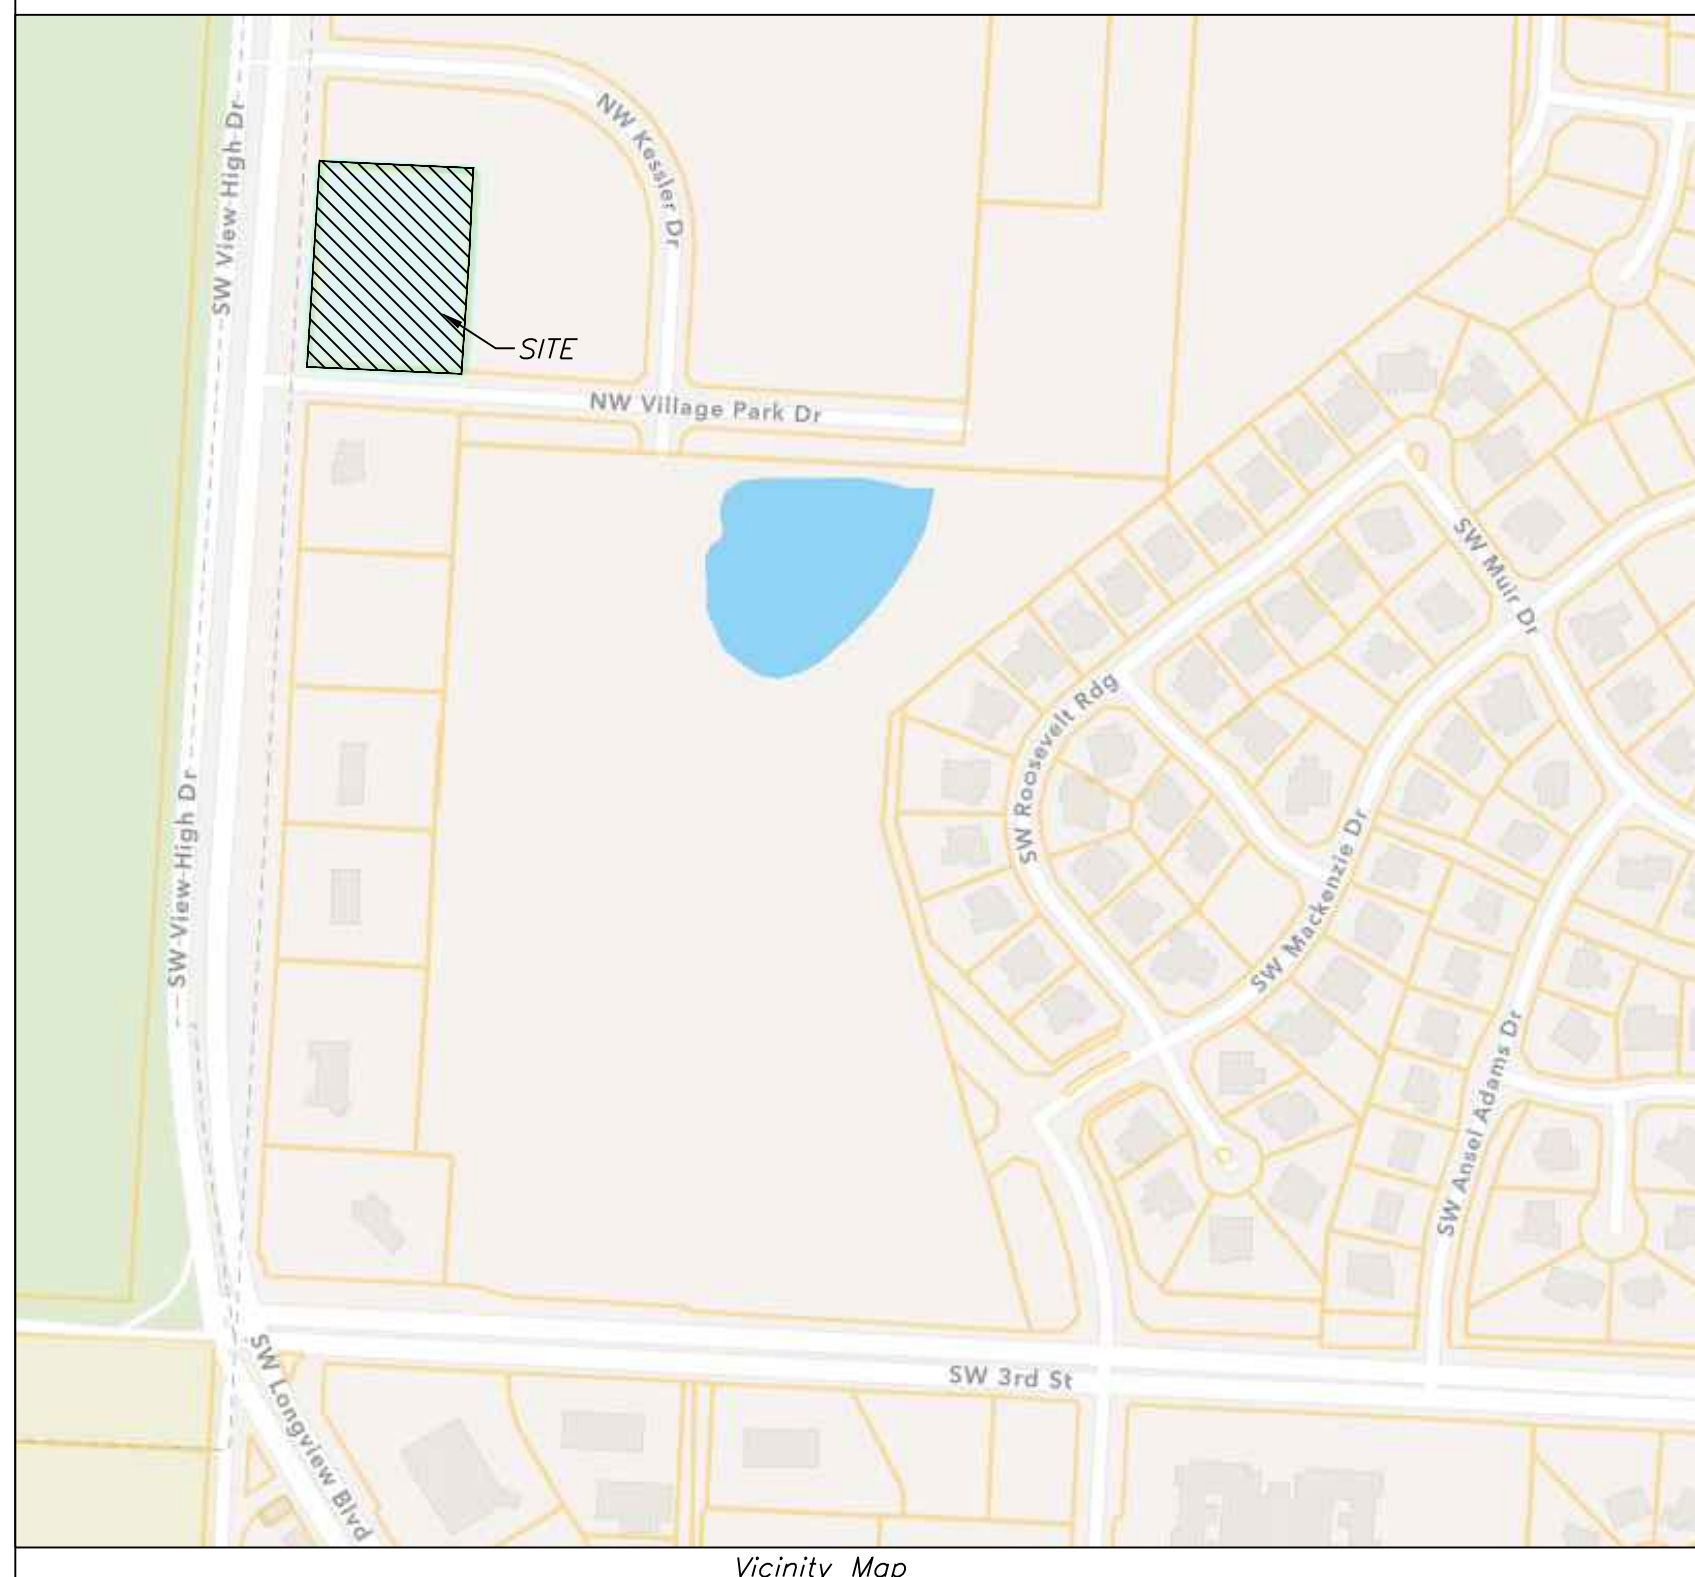 SW View High Dr
NW Kessler Dr
SITE
NW Village Park Dr
SW Muir Dr
SW Roosevelt Rdg
SW View High Dr
SW Mackenzie Dr
SW Ansel Adams Dr
SW Longview Blvd
SW 3rd St
Vicinity Map